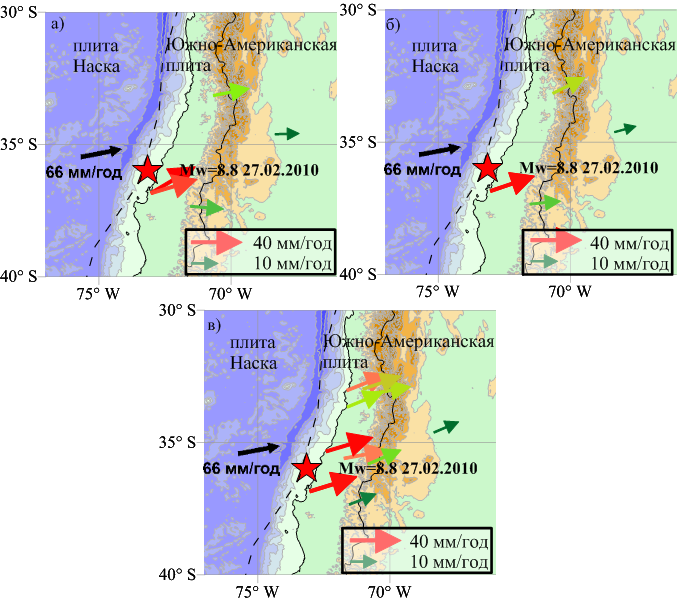 30° S
а)
плита
Наска
Южно-Американская
плита
35° S
66 мм/год
Mw=8.8 27.02.2010
40 мм/год
10 мм/год
40° S
75° W
70° W
30° S
б)
плита
Наска
Южно-Американская
плита
35° S
66 мм/год
Mw=8.8 27.02.2010
40 мм/год
10 мм/год
40° S
75° W
70° W
30° S
в)
плита
Наска
Южно-Американская
плита
35° S
66 мм/год
Mw=8.8 27.02.2010
40 мм/год
10 мм/год
40° S
75° W
70° W